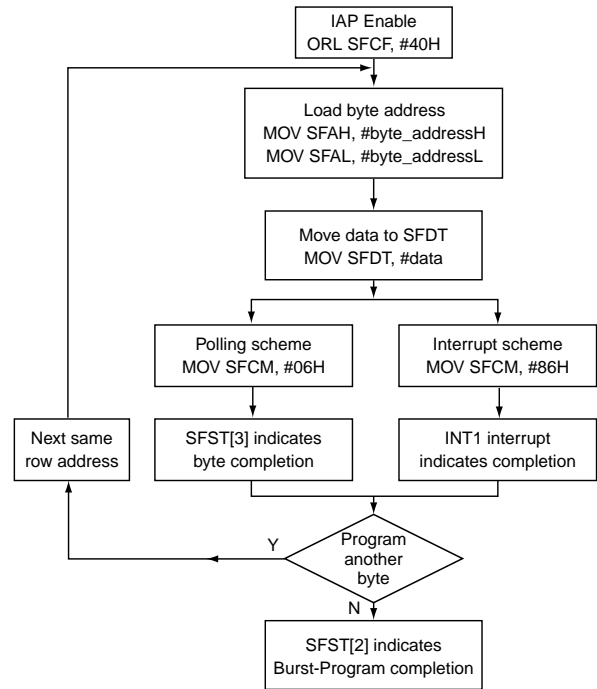 IAP Enable
ORL SFCF, #40H
Load byte address
MOV SFAH, #byte_addressH
MOV SFAL, #byte_addressL
Move data to SFDT
MOV SFDT, #data
Polling scheme
MOV SFCM, #06H
Interrupt scheme
MOV SFCM, #86H
Next same
row address
SFST[3] indicates
byte completion
INT1 interrupt
indicates completion
Y
Program
another
byte
N
SFST[2] indicates
Burst-Program completion